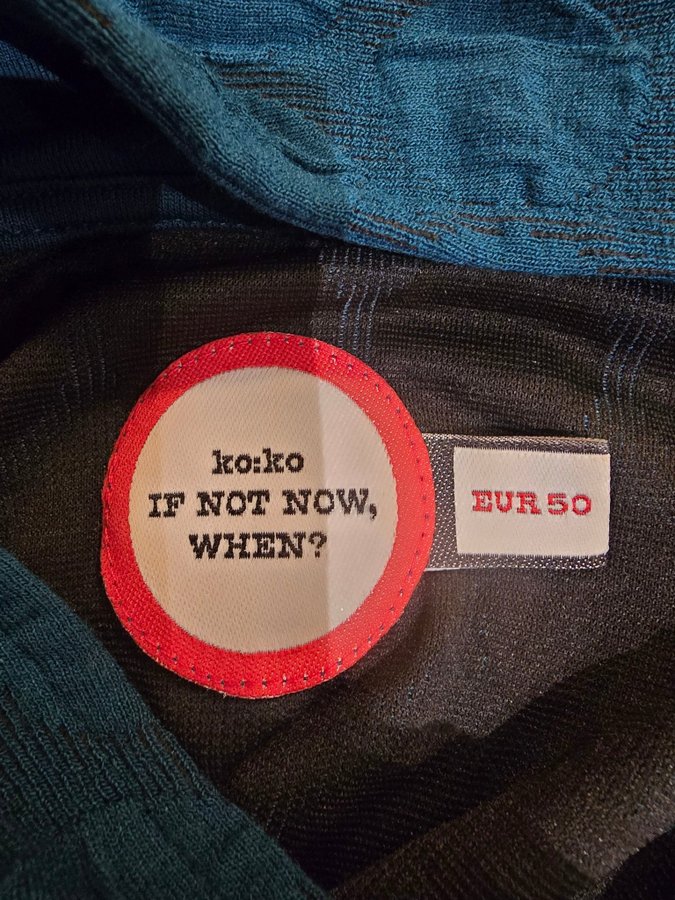 ko:ko
IF NOT NOW,
WHEN?
EUR 50